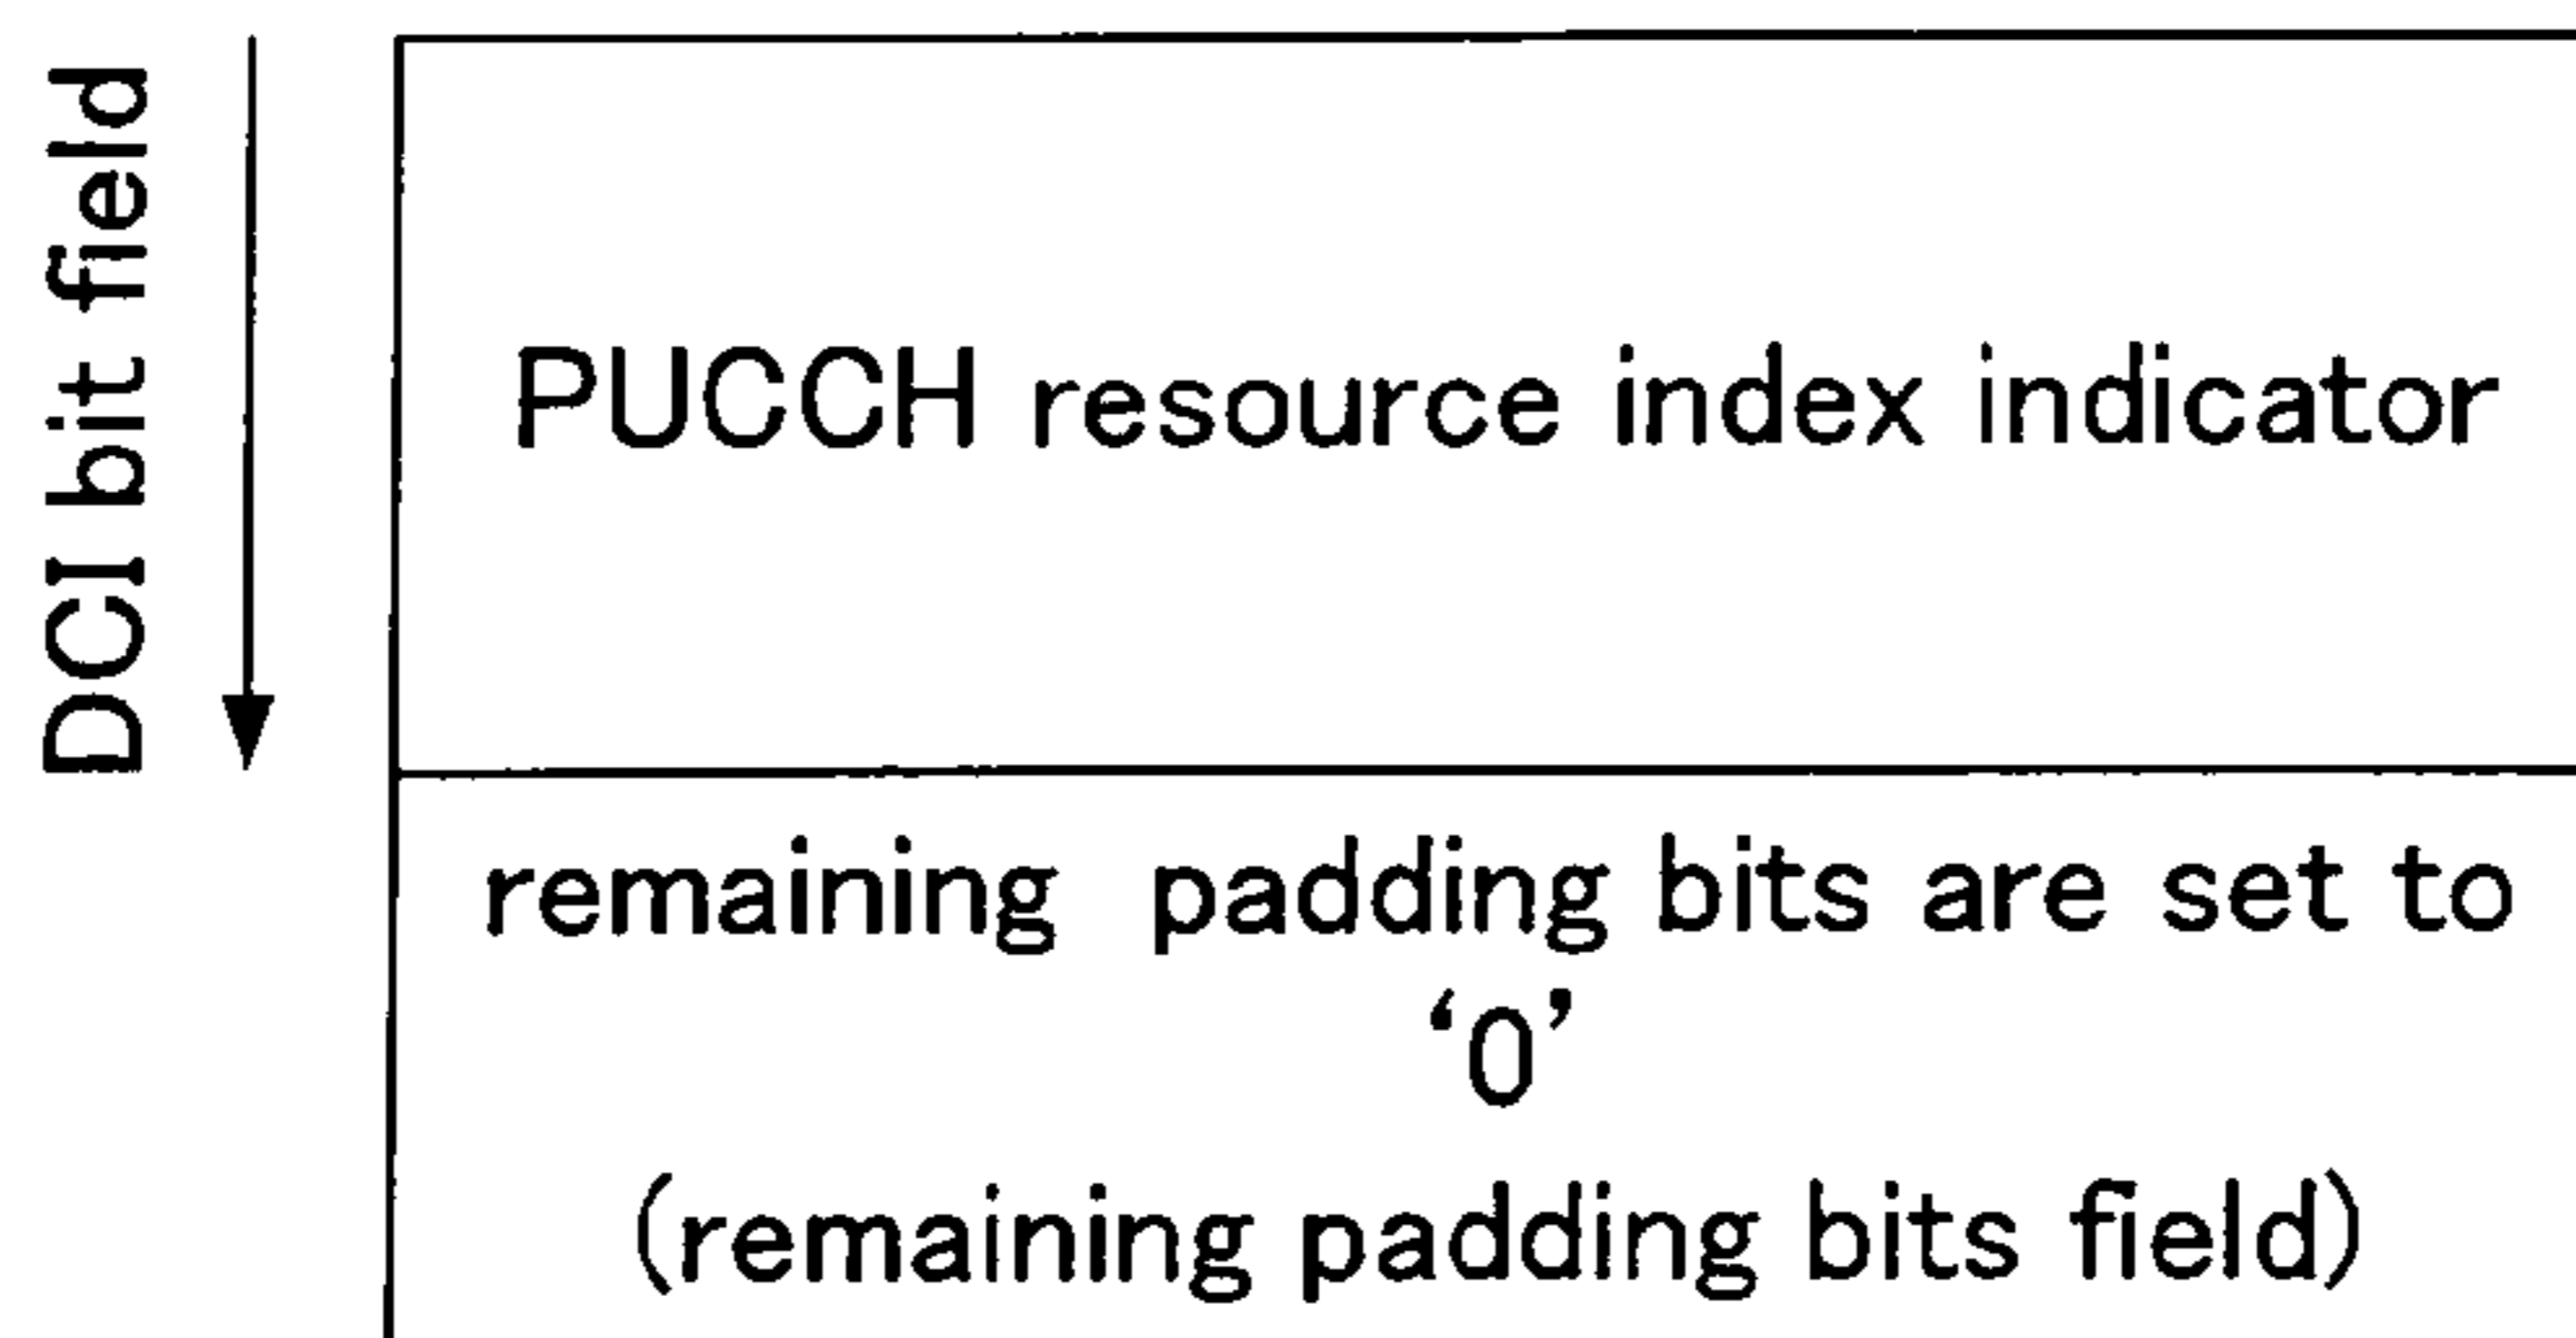 DCI bit field
PUCCH resource index indicator
remaining padding bits are set to
‘0’
(remaining padding bits field)